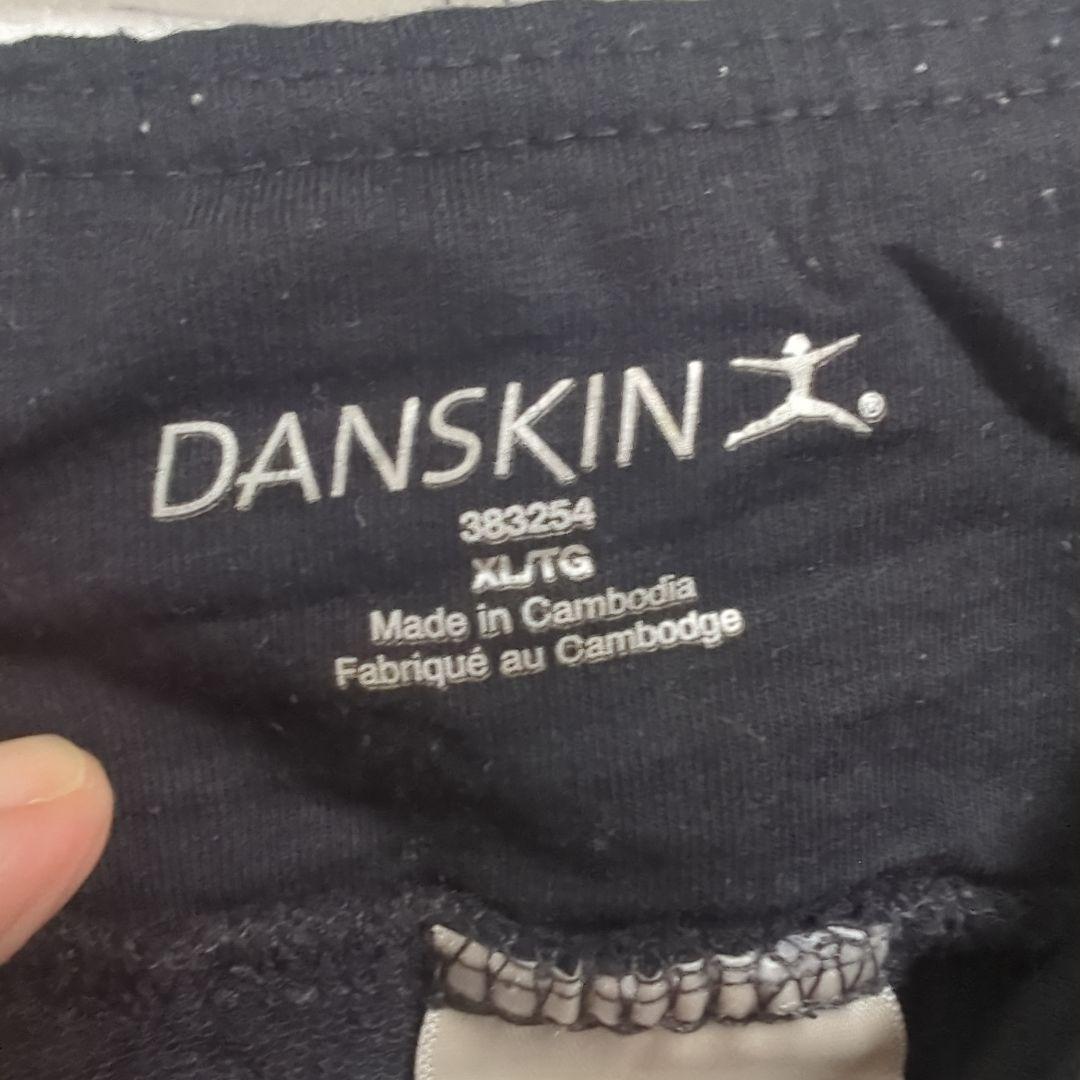 DANSKIN®
383254
XL/TG
Made in Cambodia
Fabriqué au Cambodge